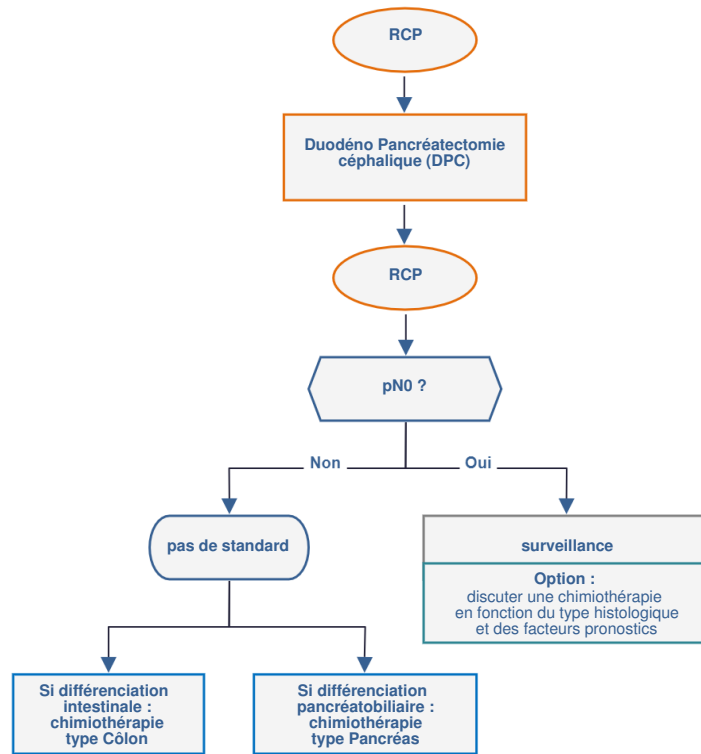 RCP
Duodéno Pancréatectomie
céphalique (DPC)
RCP
pN0 ?
Non
Oui
pas de standard
surveillance
Option :
discuter une chimiothérapie
en fonction du type histologique
et des facteurs pronostics
Si différenciation
intestinale :
chimiothérapie
type Côlon
Si différenciation
pancréatobiliaire :
chimiothérapie
type Pancréas